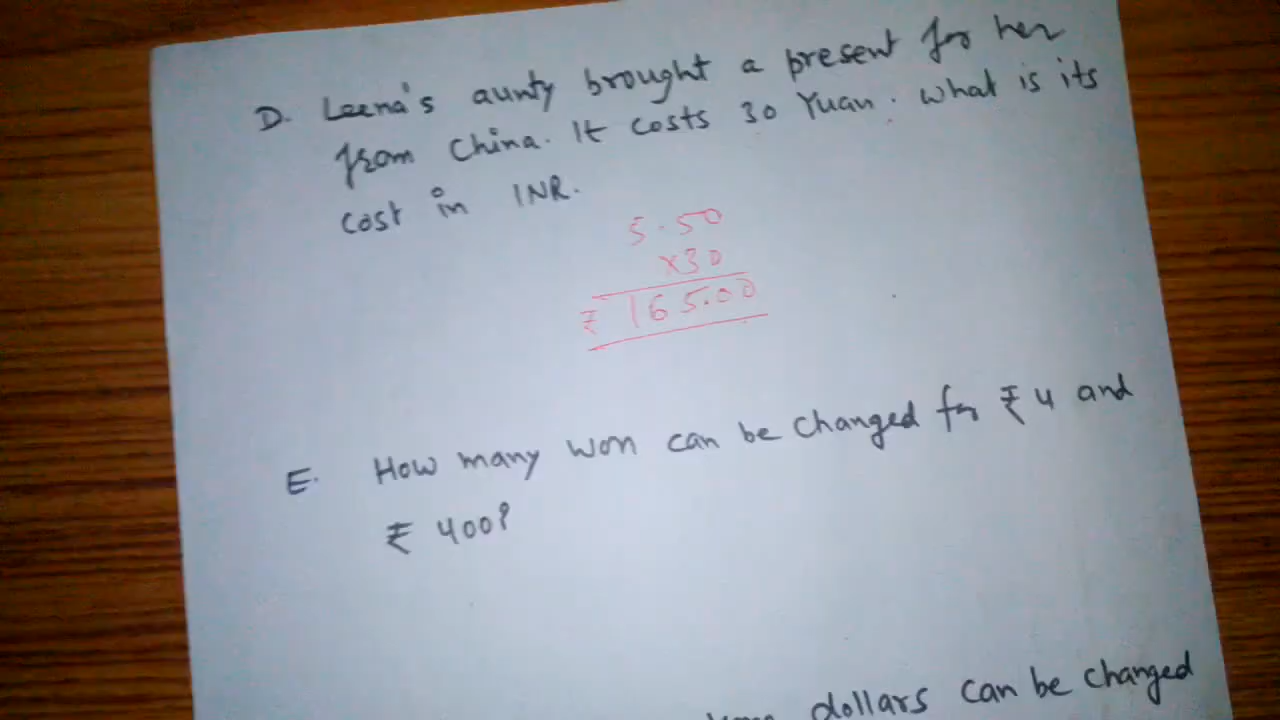 D. Leena's aunty brought a present for her
from China. It costs 30 Yuan. What is its
cost in INR.
5.50
×30
₹ 165.00
E. How many won can be changed for ₹ 4 and
₹ 400?
dollars can be changed